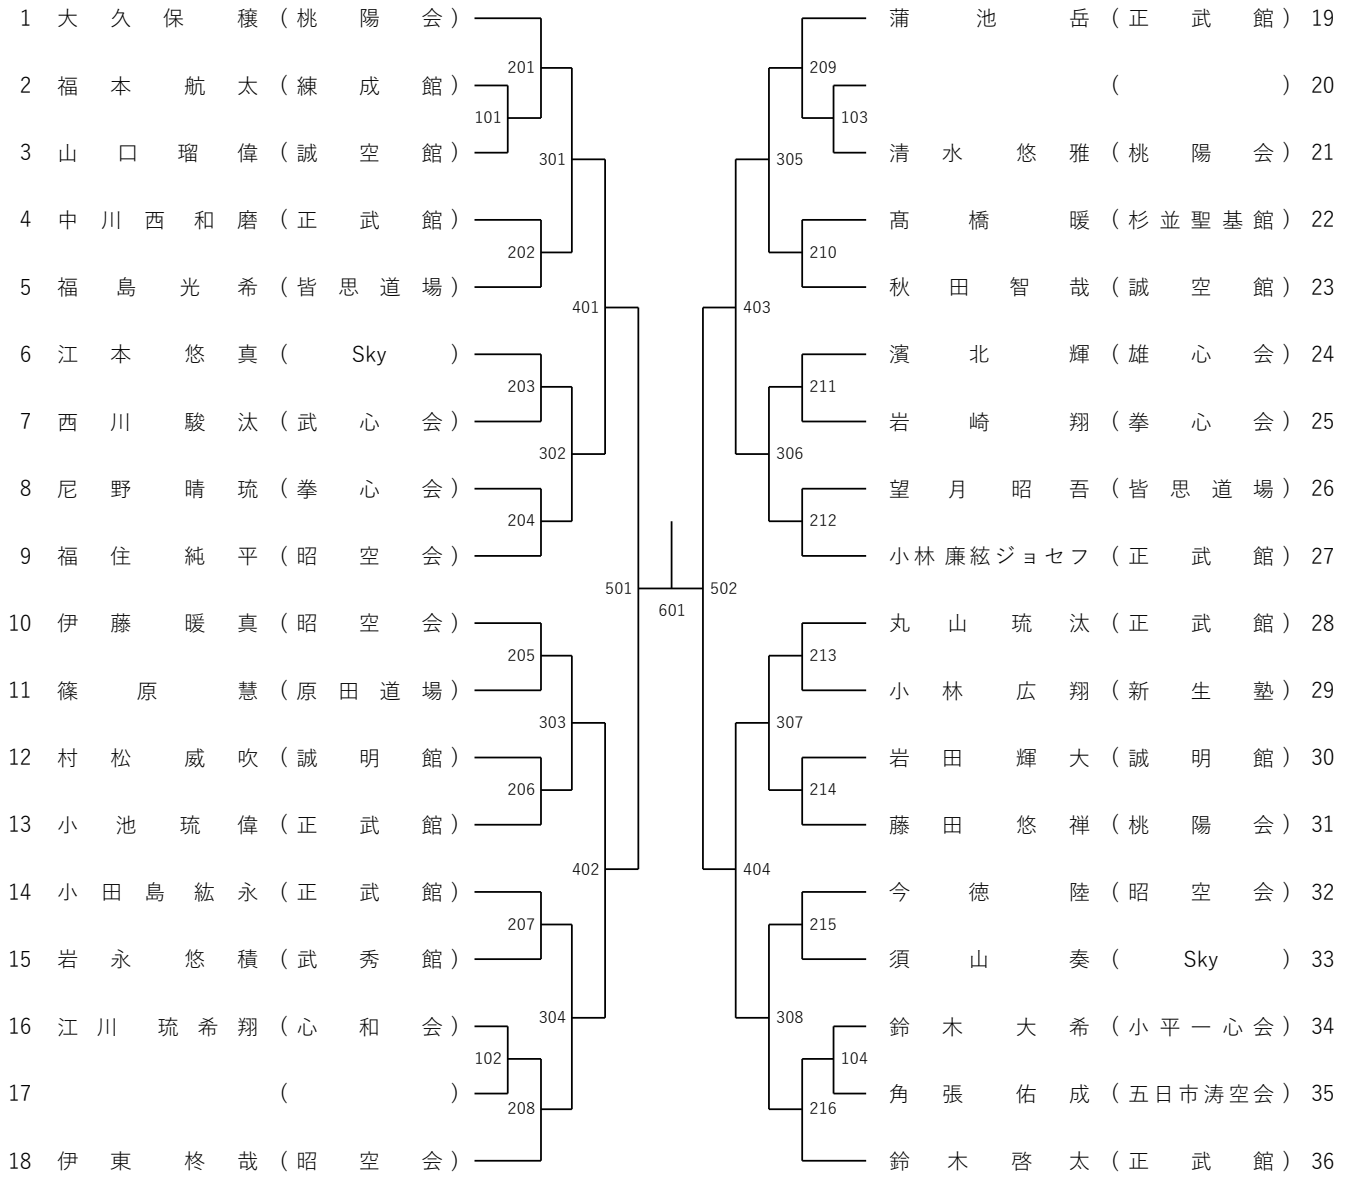 1 大久保 穣 (桃陽会)
201
2 福本 航太 (練成館)
101
3 山口瑠偉 (誠空館)
301
4 中川西和磨 (正武館)
202
5 福島光希 (皆思道場)
401
6 江本 悠真 (Sky)
203
7 西川 駿汰 (武心会)
302
8 尼野 晴琉 (拳心会)
204
9 福住 純平 (昭空会)
501
601
10 伊藤 暖真 (昭空会)
205
11 篠原 慧 (原田道場)
303
12 村松 威吹 (誠明館)
206
13 小池琉偉 (正武館)
402
14 小田島紘永 (正武館)
207
15 岩永 悠積 (武秀館)
304
16 江川 琉希翔 (心和会)
102
17 ( )
208
18 伊東 柊哉 (昭空会)
蒲池岳 (正武館) 19
209
( ) 20
103
清水 悠雅 (桃陽会) 21
305
髙橋暖 (杉並聖基館) 22
210
秋田智哉 (誠空館) 23
403
濱北輝 (雄心会) 24
211
岩崎翔 (拳心会) 25
306
望月昭吾 (皆思道場) 26
212
小林 廉絃ジョセフ (正武館) 27
502
丸山琉汰 (正武館) 28
213
小林広翔 (新生塾) 29
307
岩田 輝大 (誠明館) 30
214
藤田 悠禅 (桃陽会) 31
404
今徳陸 (昭空会) 32
215
須山奏 (Sky) 33
308
鈴木 大希 (小平一心会) 34
104
角張 佑成 (五日市涛空会) 35
216
鈴木啓太 (正武館) 36